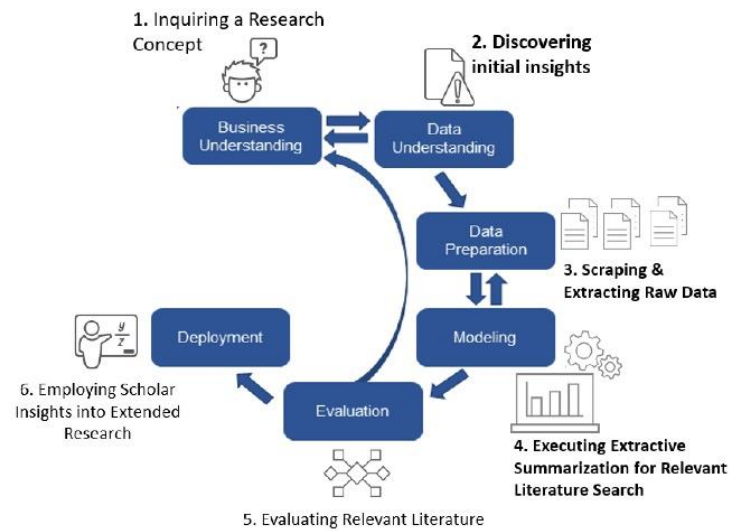 1. Inquiring a Research
Concept
?
2. Discovering
initial insights
Business
Understanding
Data
Understanding
Data
Preparation
3. Scraping &
Extracting Raw Data
Deployment
Modeling
y
z
6. Employing Scholar
Insights into Extended
Research
Evaluation
4. Executing Extractive
Summarization for Relevant
Literature Search
5. Evaluating Relevant Literature